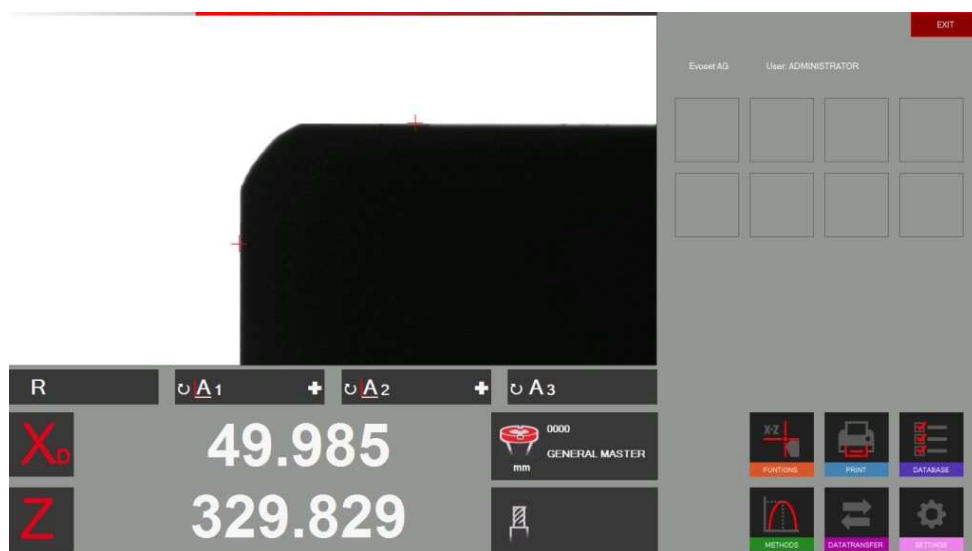 EXIT
Evoset AG User: ADMINISTRATOR
R
A1
A2
A3
XD 49.985
0000
GENERAL MASTER
mm
Z 329.829
X-Z
FUNTIONS
PRINT
DATABASE
METHODS
DATATRANSFER
SETTINGS